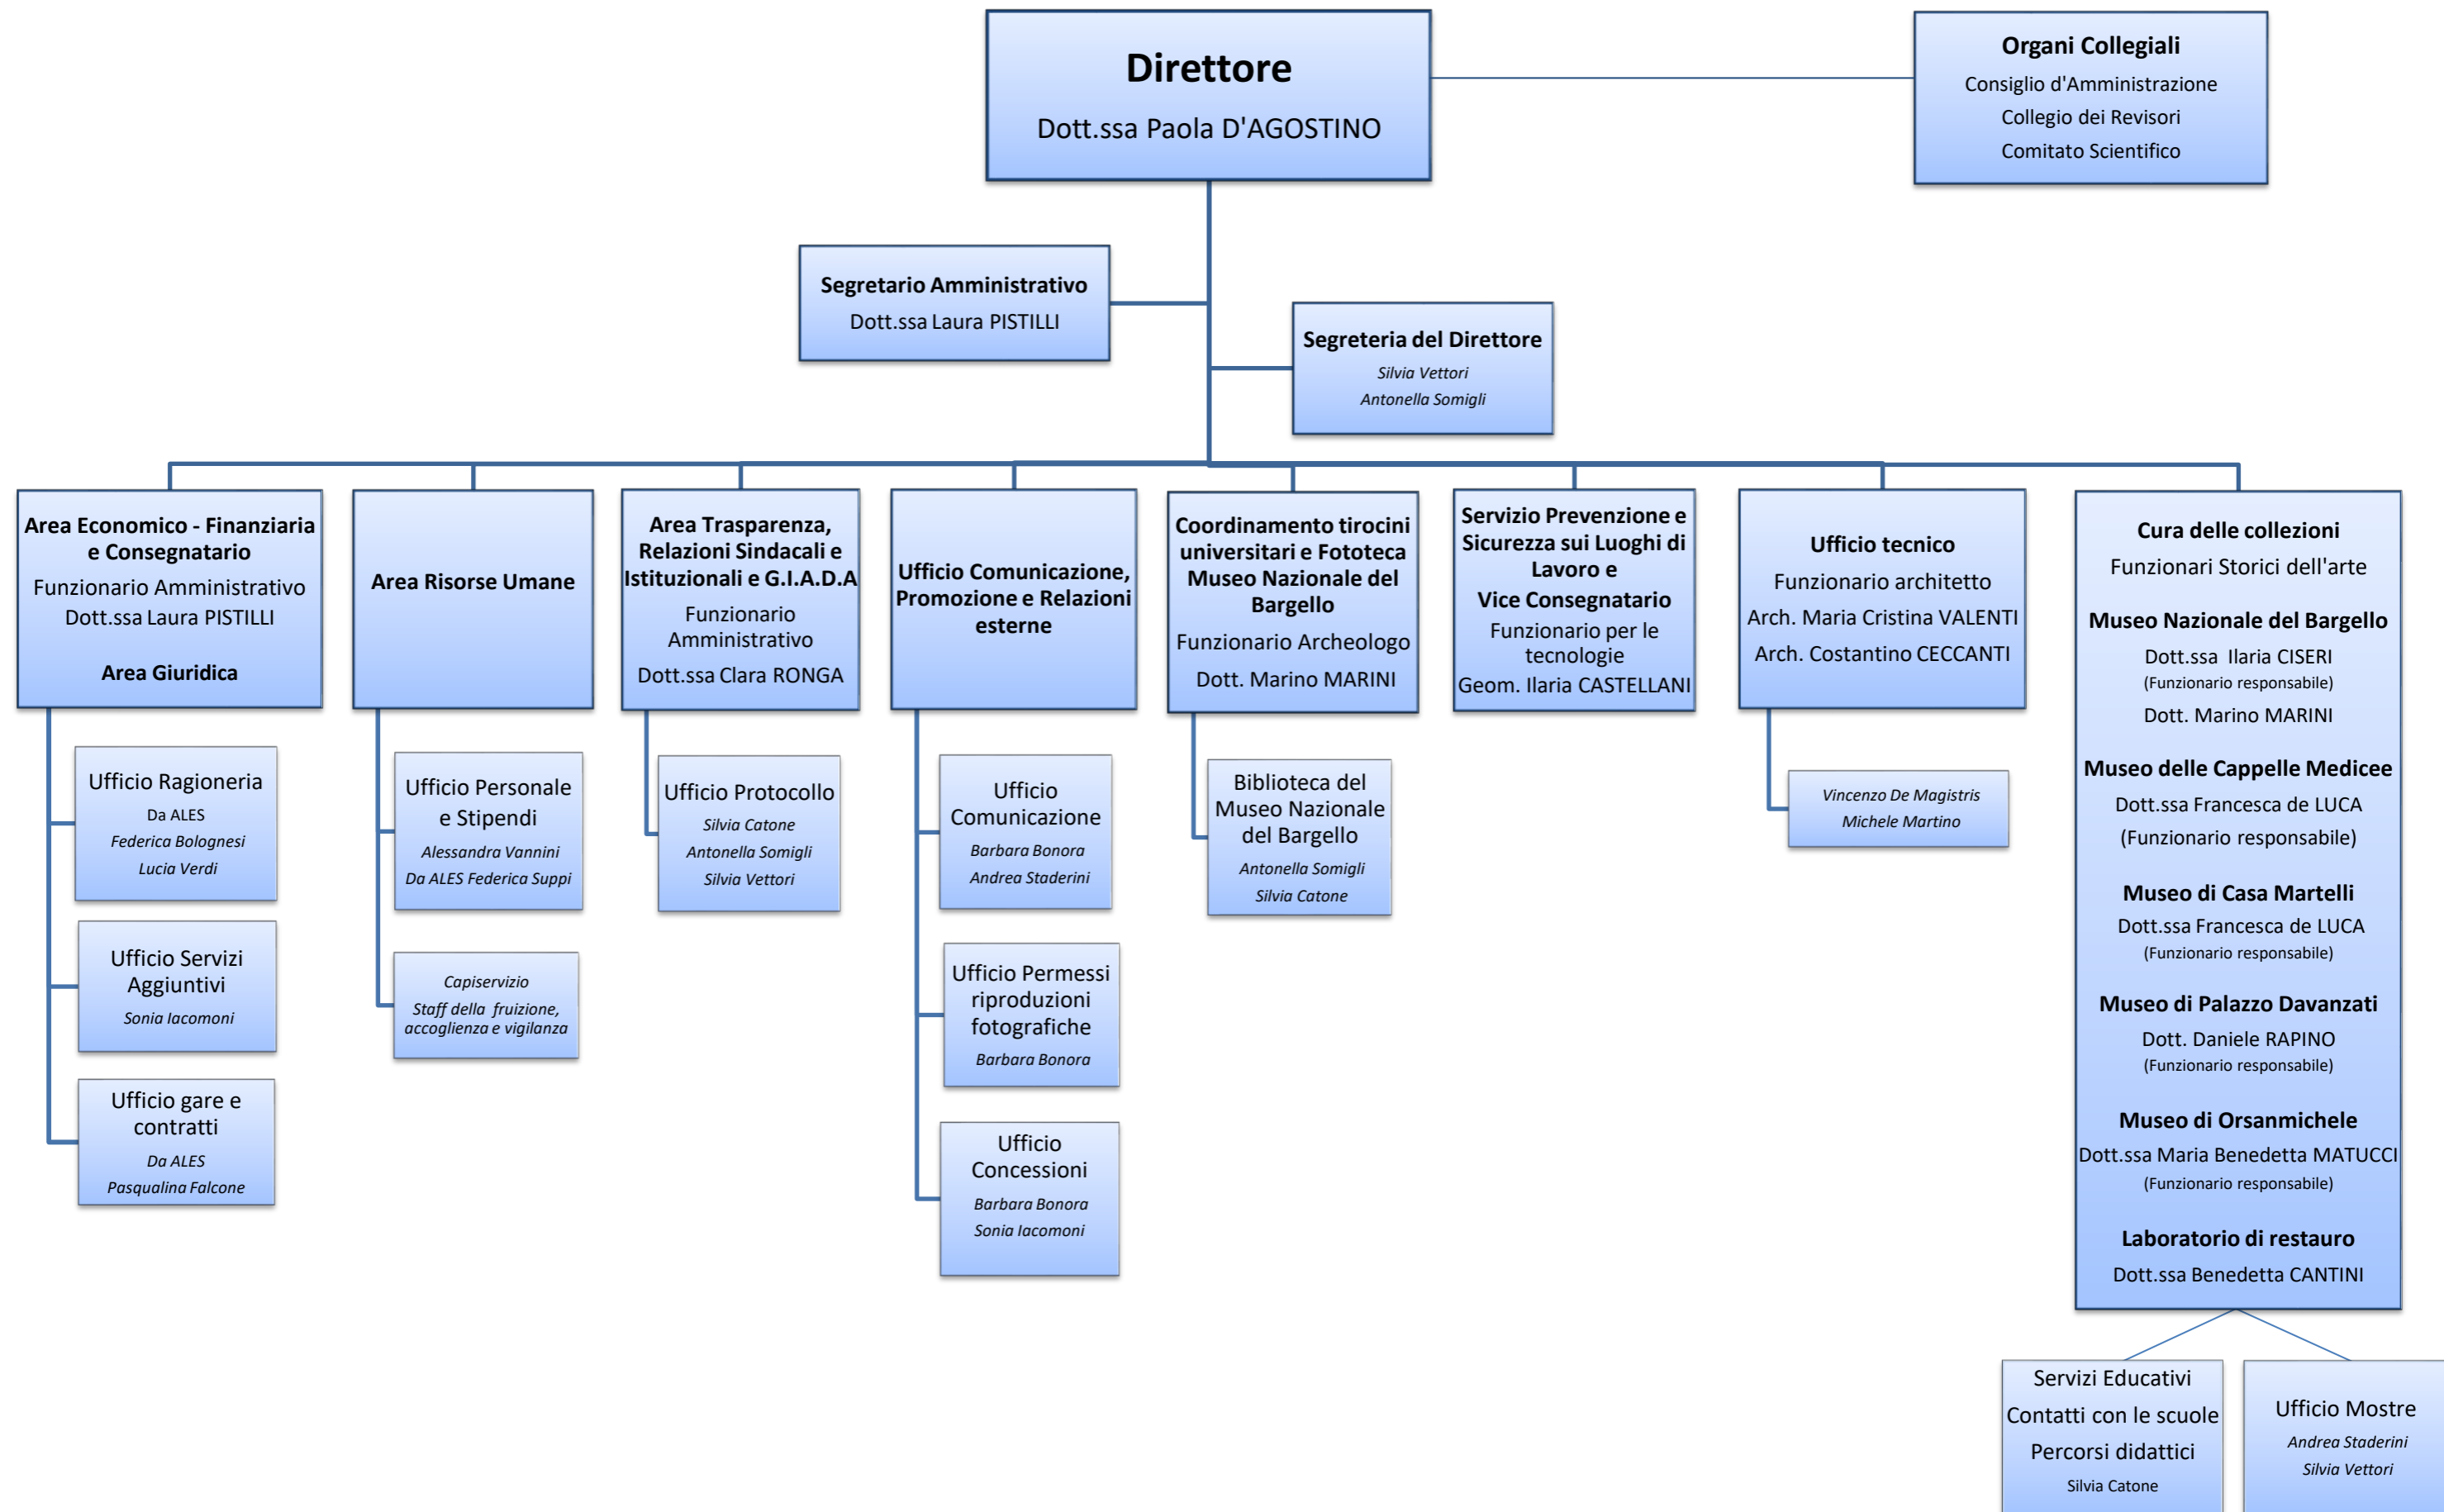 Direttore
Dott.ssa Paola D'AGOSTINO
Organi Collegiali
Consiglio d'Amministrazione
Collegio dei Revisori
Comitato Scientifico
Segretario Amministrativo
Dott.ssa Laura PISTILLI
Segreteria del Direttore
Silvia Vettori
Antonella Somigli
Area Economico - Finanziaria
e Consegnatario
Funzionario Amministrativo
Dott.ssa Laura PISTILLI
Area Giuridica
Ufficio Ragioneria
Da ALES
Federica Bolognesi
Lucia Verdi
Ufficio Servizi
Aggiuntivi
Sonia Iacomoni
Ufficio gare e
contratti
Da ALES
Pasqualina Falcone
Area Risorse Umane
Ufficio Personale
e Stipendi
Alessandra Vannini
Da ALES Federica Suppi
Capiservizio
Staff della  fruizione,
accoglienza e vigilanza
Area Trasparenza,
Relazioni Sindacali e
Istituzionali e G.I.A.D.A
Funzionario
Amministrativo
Dott.ssa Clara RONGA
Ufficio Protocollo
Silvia Catone
Antonella Somigli
Silvia Vettori
Ufficio Comunicazione,
Promozione e Relazioni
esterne
Ufficio
Comunicazione
Barbara Bonora
Andrea Staderini
Ufficio Permessi
riproduzioni
fotografiche
Barbara Bonora
Ufficio
Concessioni
Barbara Bonora
Sonia Iacomoni
Coordinamento tirocini
universitari e Fototeca
Museo Nazionale del
Bargello
Funzionario Archeologo
Dott. Marino MARINI
Biblioteca del
Museo Nazionale
del Bargello
Antonella Somigli
Silvia Catone
Servizio Prevenzione e
Sicurezza sui Luoghi di
Lavoro e
Vice Consegnatario
Funzionario per le
tecnologie
Geom. Ilaria CASTELLANI
Ufficio tecnico
Funzionario architetto
Arch. Maria Cristina VALENTI
Arch. Costantino CECCANTI
Vincenzo De Magistris
Michele Martino
Cura delle collezioni
Funzionari Storici dell'arte
Museo Nazionale del Bargello
Dott.ssa  Ilaria CISERI
(Funzionario responsabile)
Dott. Marino MARINI
Museo delle Cappelle Medicee
Dott.ssa Francesca de LUCA
(Funzionario responsabile)
Museo di Casa Martelli
Dott.ssa Francesca de LUCA
(Funzionario responsabile)
Museo di Palazzo Davanzati
Dott. Daniele RAPINO
(Funzionario responsabile)
Museo di Orsanmichele
Dott.ssa Maria Benedetta MATUCCI
(Funzionario responsabile)
Laboratorio di restauro
Dott.ssa Benedetta CANTINI
Servizi Educativi
Contatti con le scuole
Percorsi didattici
Silvia Catone
Ufficio Mostre
Andrea Staderini
Silvia Vettori